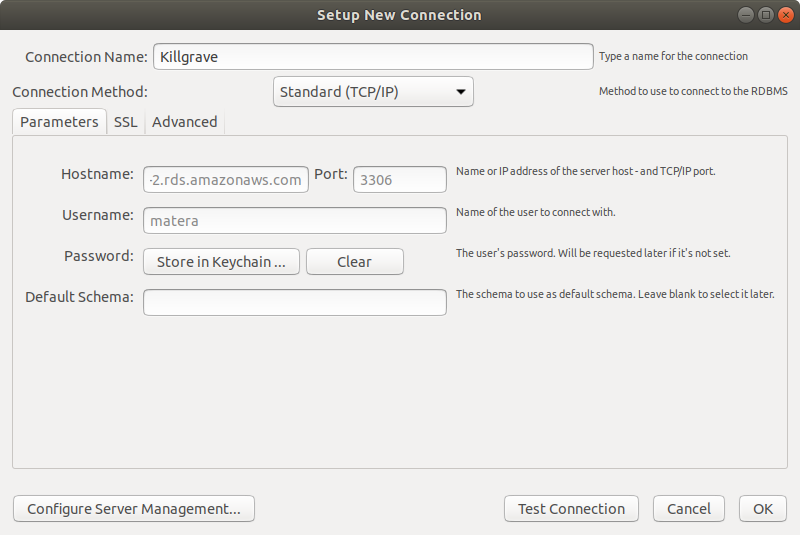 Setup New Connection
Connection Name: Killgrave Type a name for the connection
Connection Method: Standard (TCP/IP) Method to use to connect to the RDBMS
Parameters SSL Advanced
Hostname: -2.rds.amazonaws.com Port: 3306 Name or IP address of the server host - and TCP/IP port.
Username: matera Name of the user to connect with.
Password: Store in Keychain ... Clear The user's password. Will be requested later if it's not set.
Default Schema: The schema to use as default schema. Leave blank to select it later.
Configure Server Management... Test Connection Cancel OK